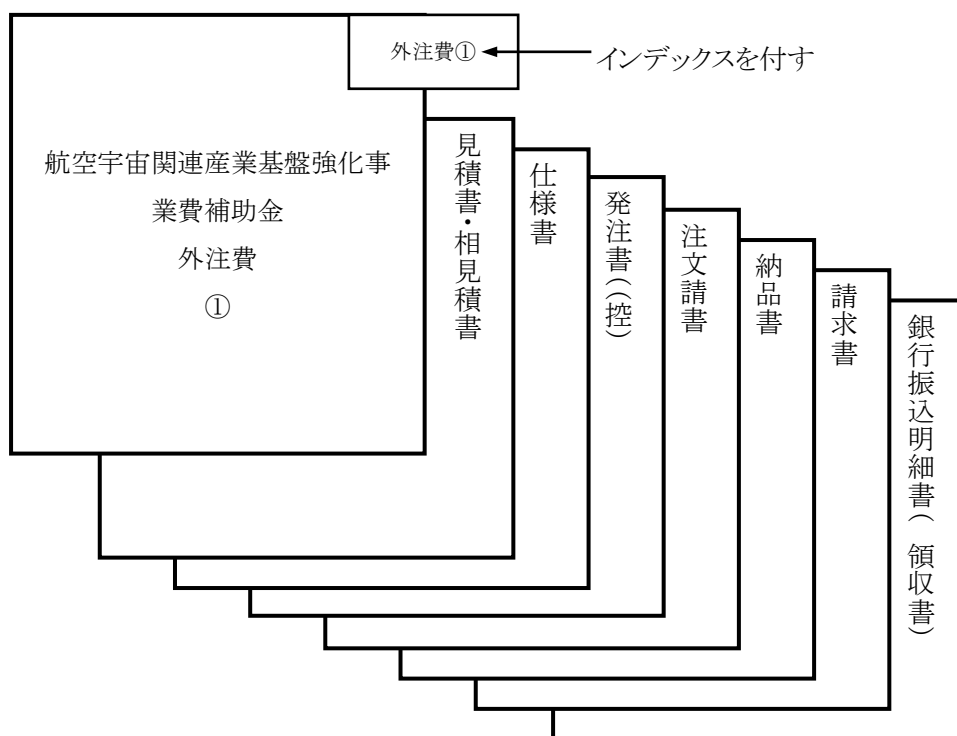 外注費①
インデックスを付す
航空宇宙関連産業基盤強化事
業費補助金
外注費
①
見積書・相見積書
仕様書
発注書((控)
注文請書
納品書
請求書
銀行振込明細書( 領収書)